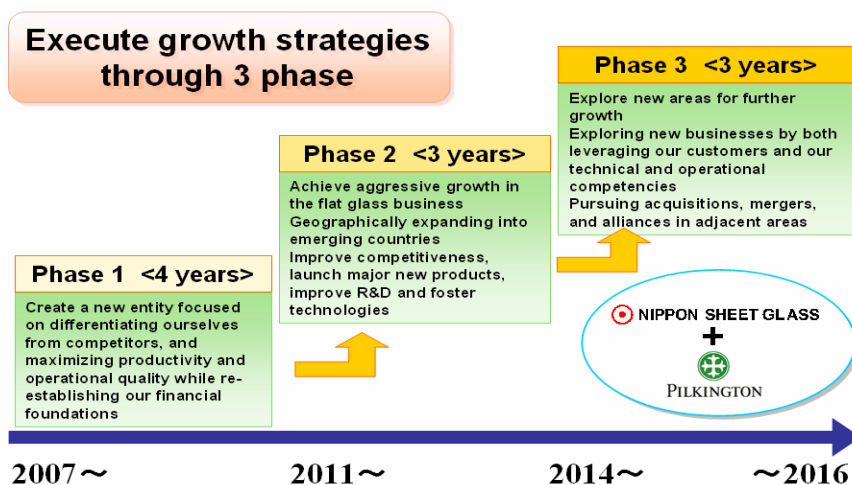 Execute growth strategies
through 3 phase
Phase 3 <3 years>
Explore new areas for further
growth
Exploring new businesses by both
leveraging our customers and our
technical and operational
competencies
Pursuing acquisitions, mergers,
and alliances in adjacent areas
Phase 2 <3 years>
Achieve aggressive growth in
the flat glass business
Geographically expanding into
emerging countries
Improve competitiveness,
launch major new products,
improve R&D and foster
technologies
Phase 1 <4 years>
Create a new entity focused
on differentiating ourselves
from competitors, and
maximizing productivity and
operational quality while re-
establishing our financial
foundations
NIPPON SHEET GLASS
+
PILKINGTON
2007～ 2011～ 2014～ ～2016